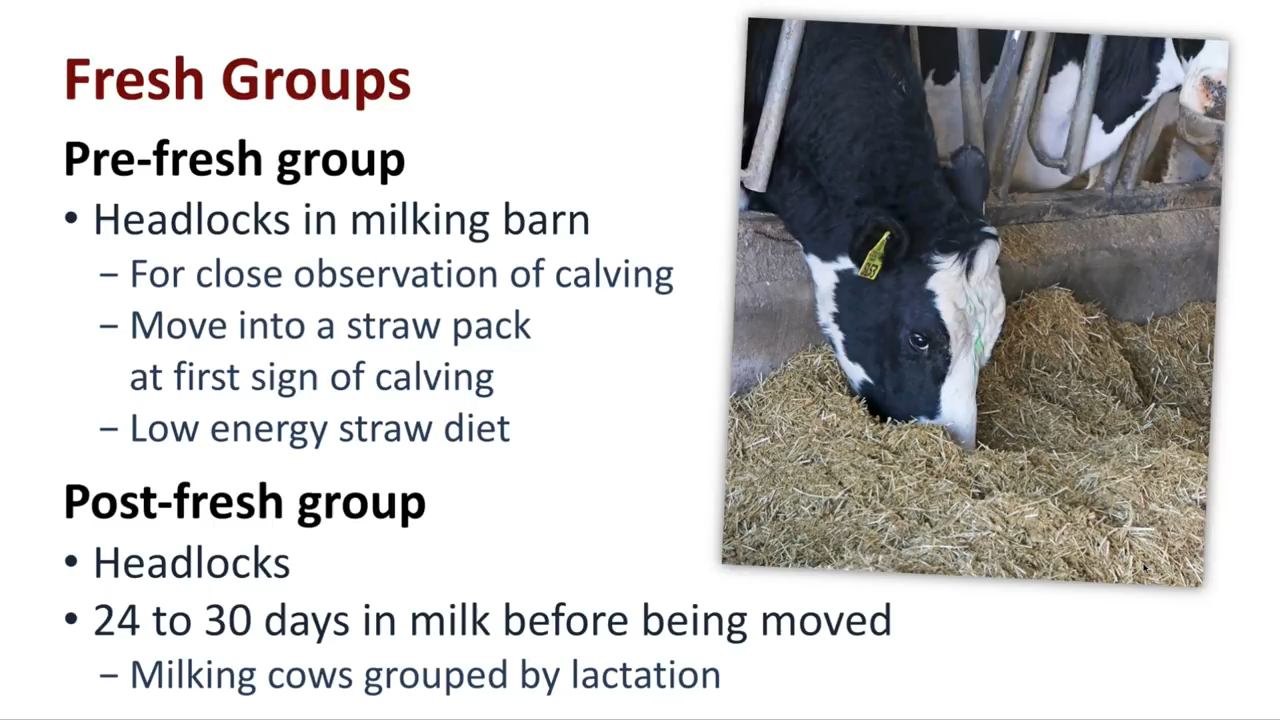 Fresh Groups
Pre-fresh group
• Headlocks in milking barn
– For close observation of calving
– Move into a straw pack
at first sign of calving
– Low energy straw diet
Post-fresh group
• Headlocks
• 24 to 30 days in milk before being moved
– Milking cows grouped by lactation